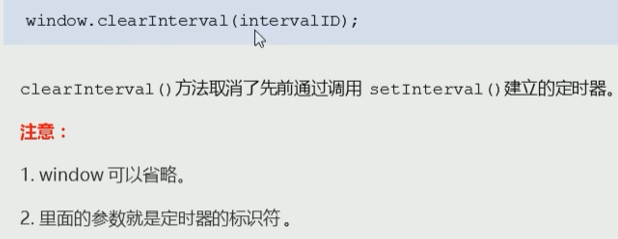 window.clearInterval(intervalID);
clearInterval()方法取消了先前通过调用 setInterval()建立的定时器。
注意：
1. window 可以省略。
2. 里面的参数就是定时器的标识符 。